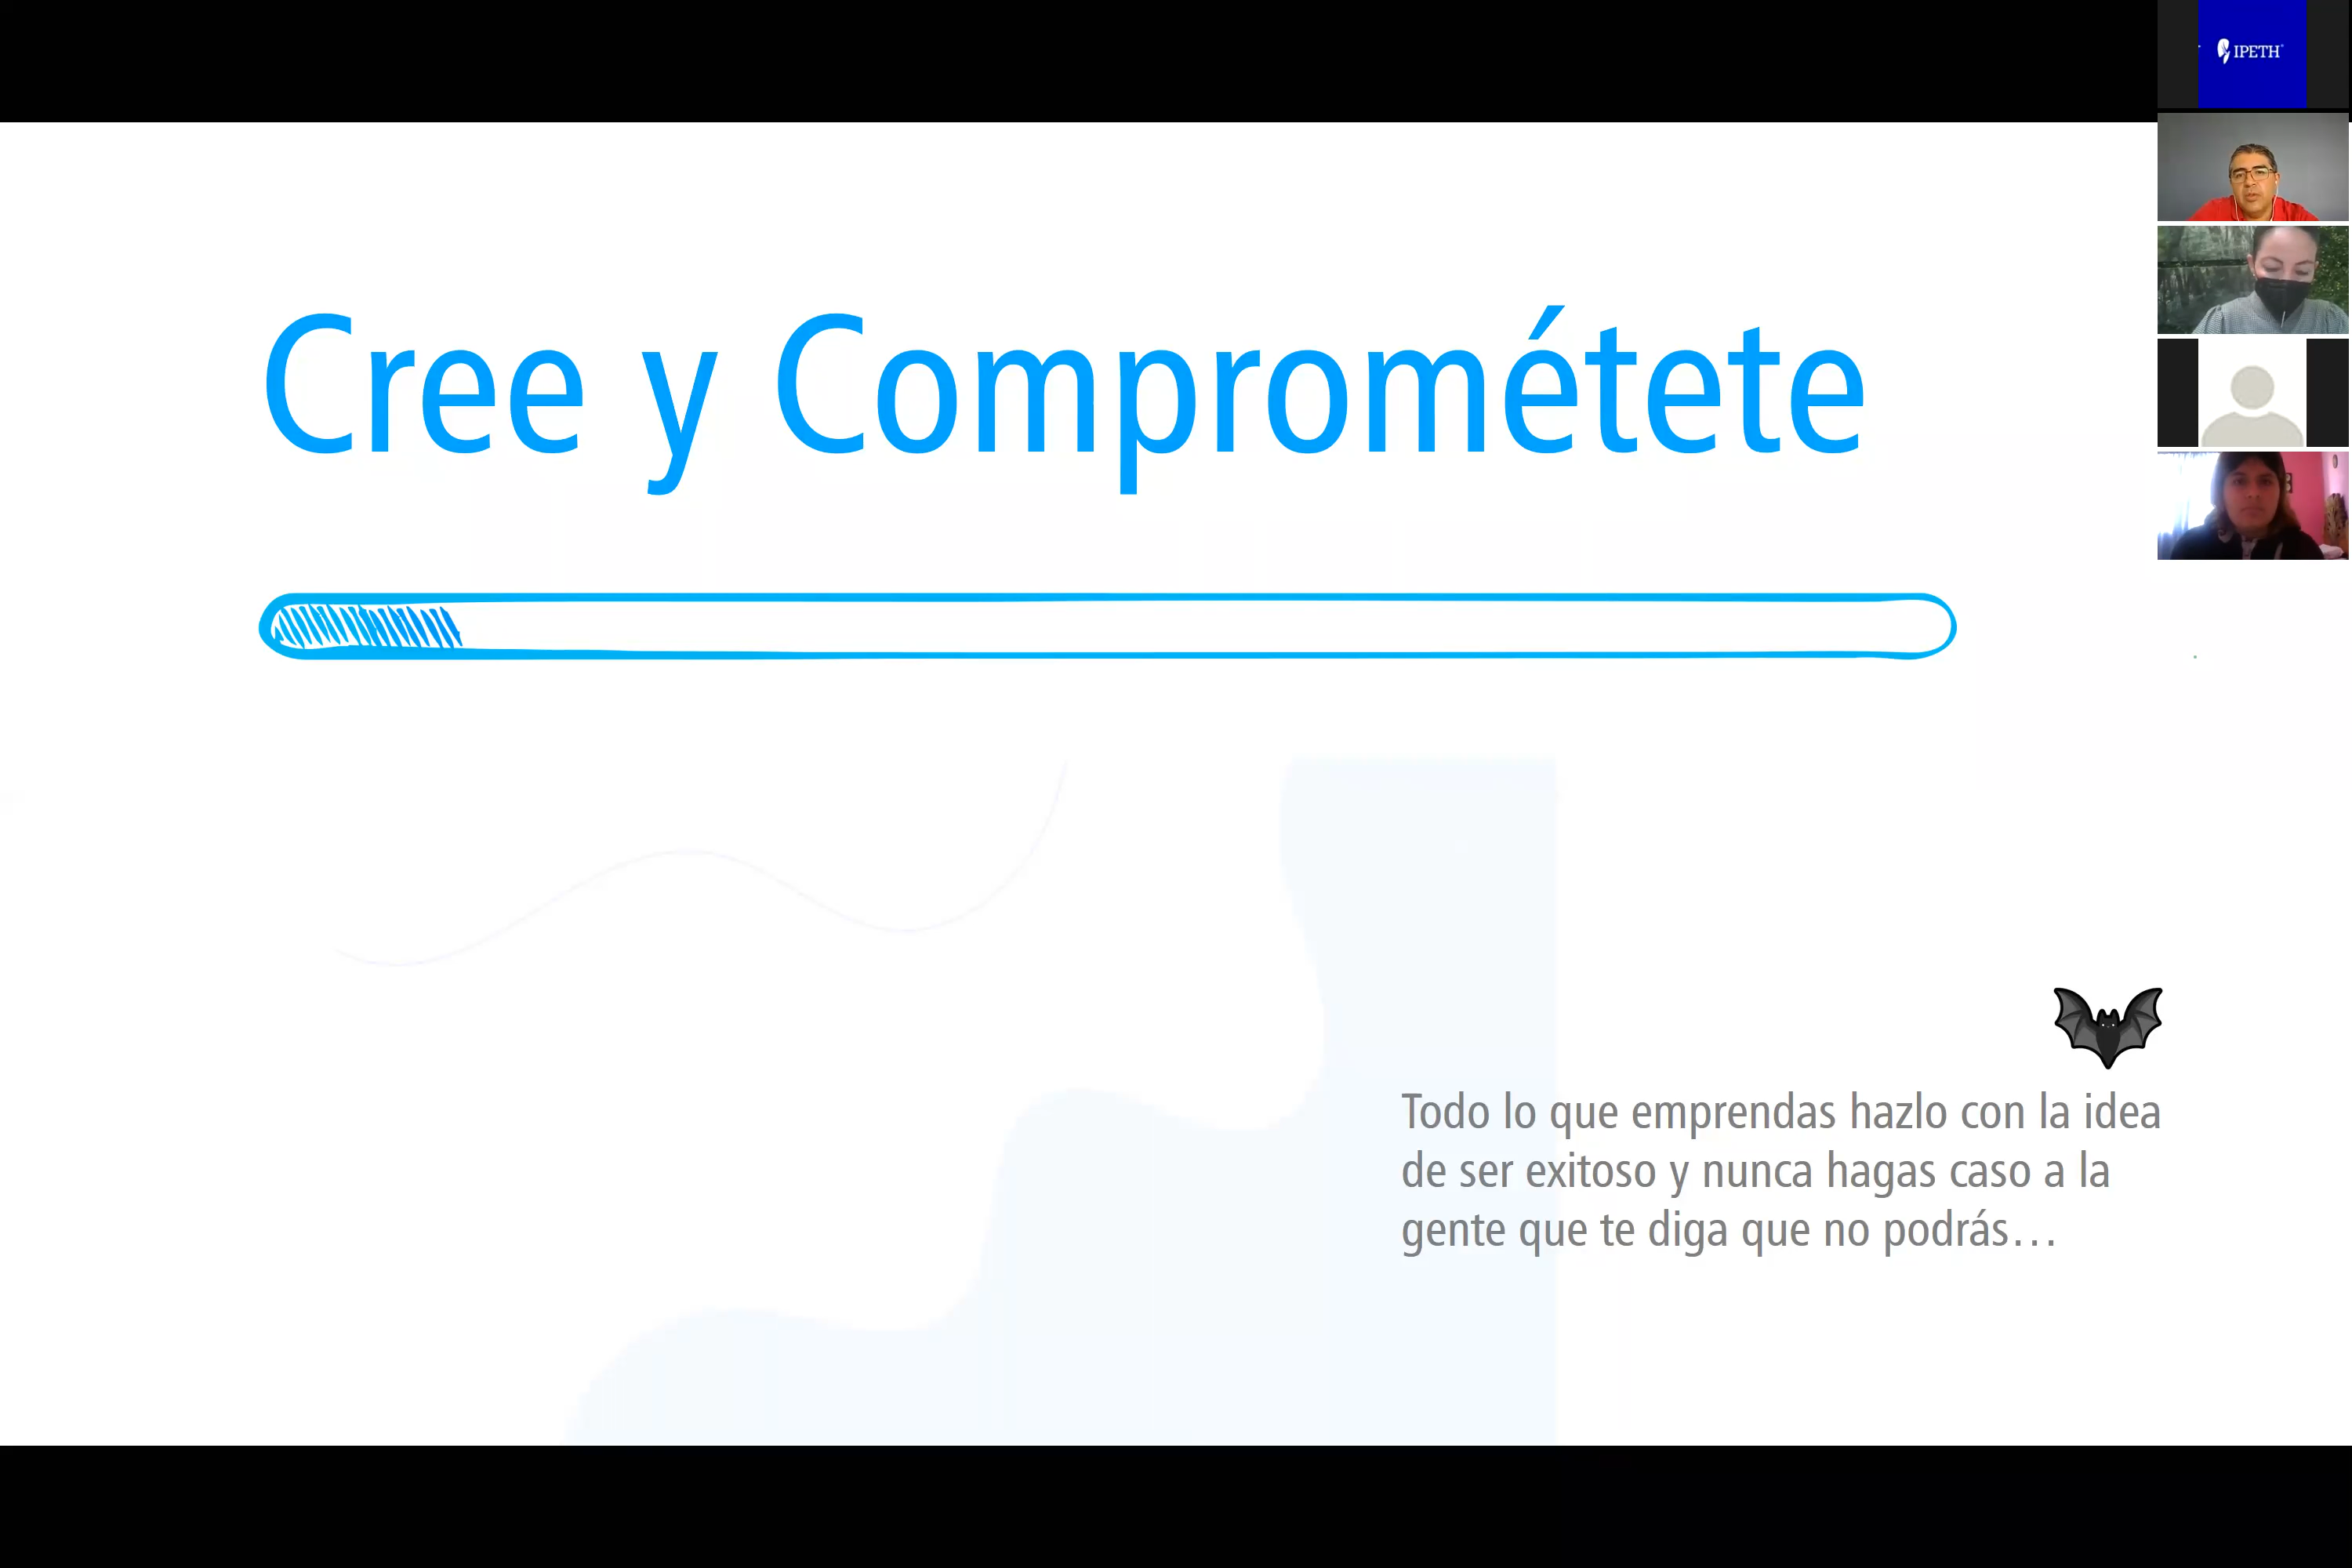 IPETH
Cree y Comprométete
Todo lo que emprendas hazlo con la idea
de ser exitoso y nunca hagas caso a la
gente que te diga que no podrás...